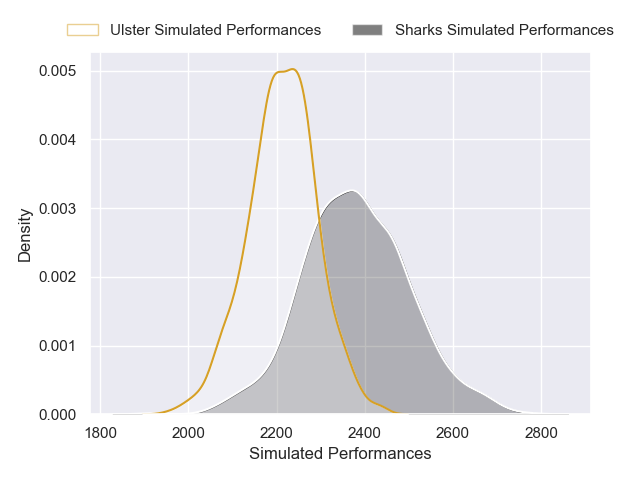 Ulster Simulated Performances Sharks Simulated Performances
0.005
0.004
0.003
0.002
0.001
0.000
Density
1800 2000 2200 2400 2600 2800
Simulated Performances